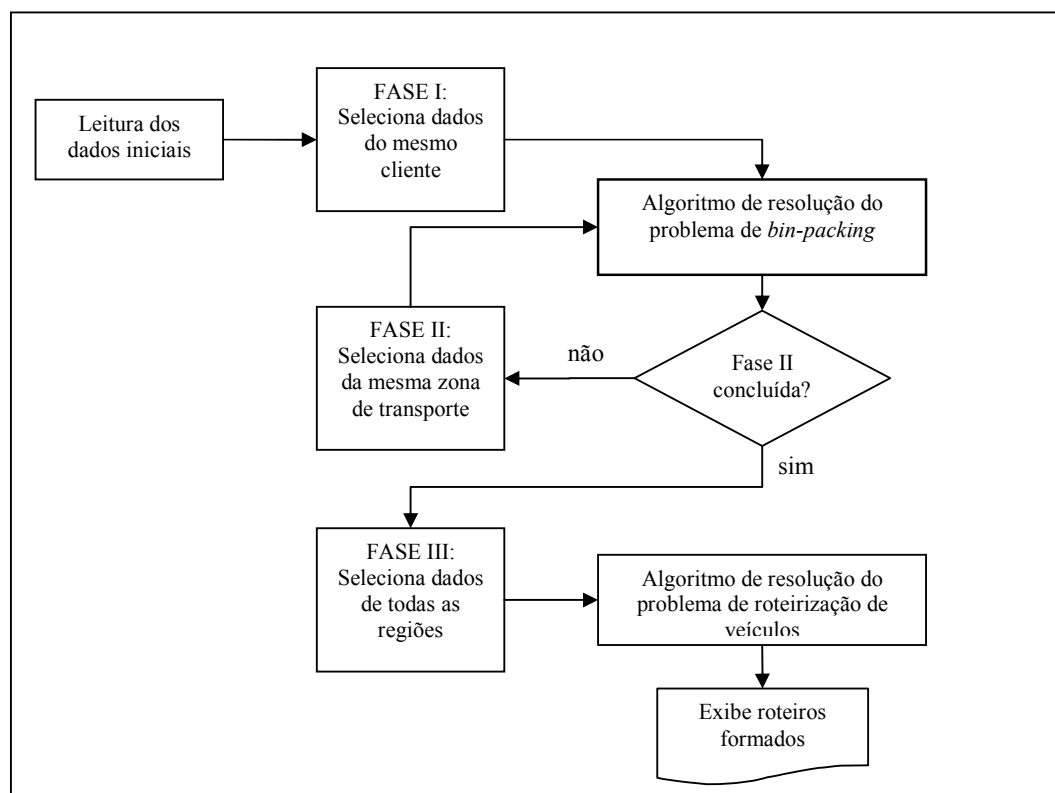 FASE I:
Seleciona dados
do mesmo
cliente
Leitura dos
dados iniciais
Algoritmo de resolução do
problema de bin-packing
FASE II:
Seleciona dados
da mesma zona
de transporte
não
Fase II
concluída?
sim
FASE III:
Seleciona dados
de todas as
regiões
Algoritmo de resolução do
problema de roteirização de
veículos
Exibe roteiros
formados